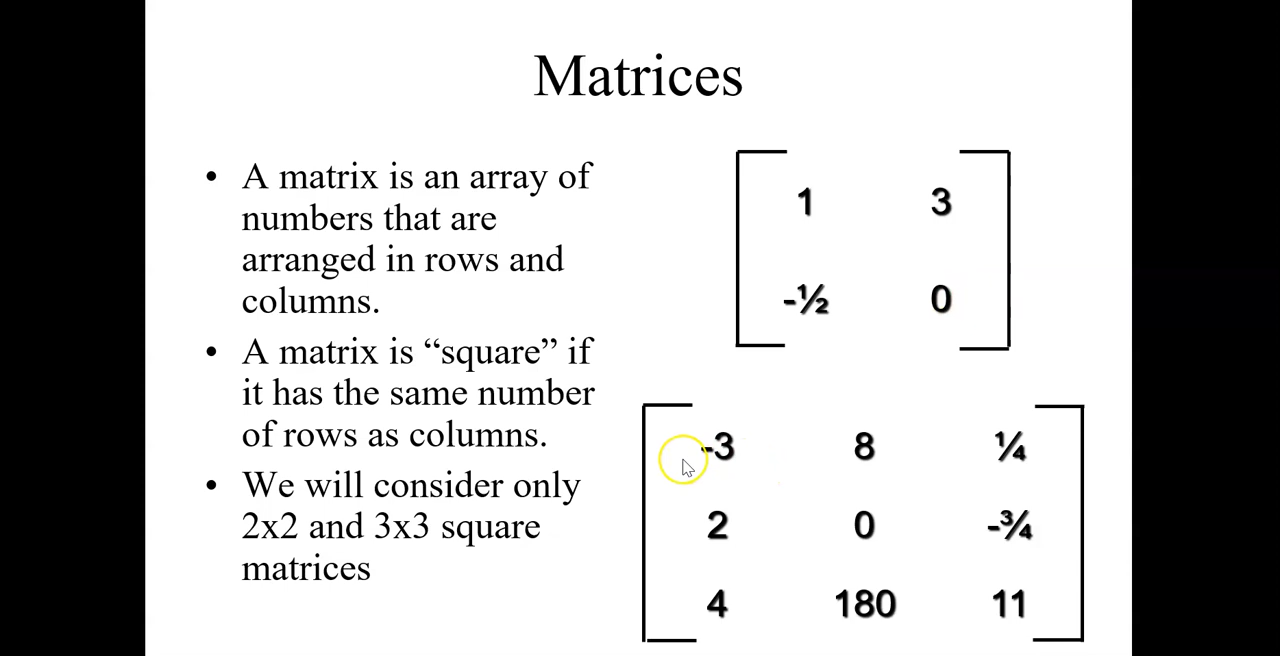 Matrices
• A matrix is an array of
numbers that are
arranged in rows and
columns.
• A matrix is “square” if
it has the same number
of rows as columns.
• We will consider only
2x2 and 3x3 square
matrices
1 3
-½ 0
-3 8 ¼
2 0 -¾
4 180 11